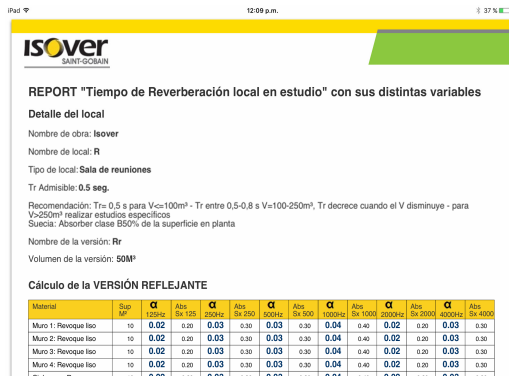 iPad
12:09 p.m.
37 %
ISOVER
SAINT-GOBAIN
REPORT "Tiempo de Reverberación local en estudio" con sus distintas variables
Detalle del local
Nombre de obra: Isover
Nombre de local: R
Tipo de local: Sala de reuniones
Tr Admisible: 0.5 seg.
Recomendación: Tr= 0,5 s para V<=100m³ - Tr entre 0,5-0,8 s V=100-250m³, Tr decrece cuando el V disminuye - para
V>250m³ realizar estudios específicos
Suecia: Absorber clase B50% de la superficie en planta
Nombre de la versión: Rr
Volumen de la versión: 50M³
Cálculo de la VERSIÓN REFLEJANTE
Material Sup M² α 125Hz Abs Sx 125 α 250Hz Abs Sx 250 α 500Hz Abs Sx 500 α 1000Hz Abs Sx 1000 α 2000Hz Abs Sx 2000 α 4000Hz Abs Sx 4000
Muro 1: Revoque liso 10 0.02 0.20 0.03 0.30 0.03 0.30 0.04 0.40 0.02 0.20 0.03 0.30
Muro 2: Revoque liso 10 0.02 0.20 0.03 0.30 0.03 0.30 0.04 0.40 0.02 0.20 0.03 0.30
Muro 3: Revoque liso 10 0.02 0.20 0.03 0.30 0.03 0.30 0.04 0.40 0.02 0.20 0.03 0.30
Muro 4: Revoque liso 10 0.02 0.20 0.03 0.30 0.03 0.30 0.04 0.40 0.02 0.20 0.03 0.30